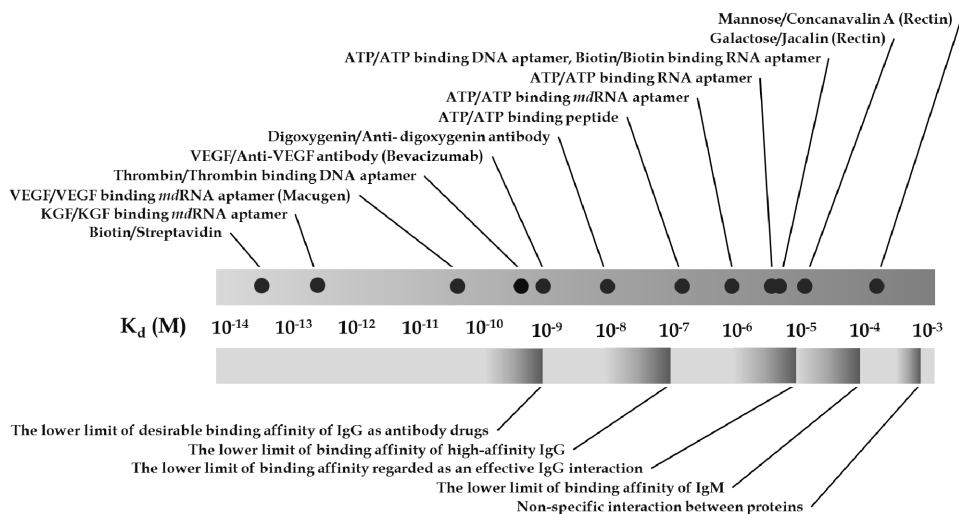 Mannose/Concanavalin A (Rectin)
Galactose/Jacalin (Rectin)
ATP/ATP binding DNA aptamer, Biotin/Biotin binding RNA aptamer
ATP/ATP binding RNA aptamer
ATP/ATP binding mdRNA aptamer
ATP/ATP binding peptide
Digoxygenin/Anti- digoxygenin antibody
VEGF/Anti-VEGF antibody (Bevacizumab)
Thrombin/Thrombin binding DNA aptamer
VEGF/VEGF binding mdRNA aptamer (Macugen)
KGF/KGF binding mdRNA aptamer
Biotin/Streptavidin
Kd (M) 10-14 10-13 10-12 10-11 10-10 10-9 10-8 10-7 10-6 10-5 10-4 10-3
The lower limit of desirable binding affinity of IgG as antibody drugs
The lower limit of binding affinity of high-affinity IgG
The lower limit of binding affinity regarded as an effective IgG interaction
The lower limit of binding affinity of IgM
Non-specific interaction between proteins